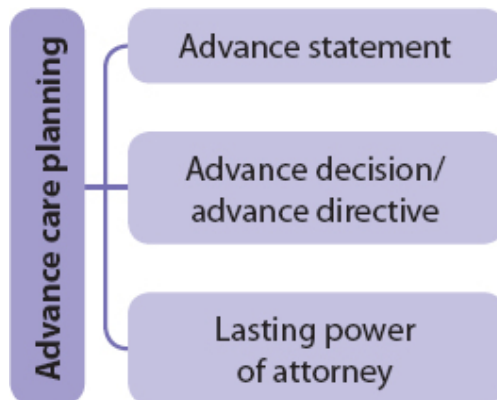 Advance care planning
Advance statement
Advance decision/
advance directive
Lasting power
of attorney